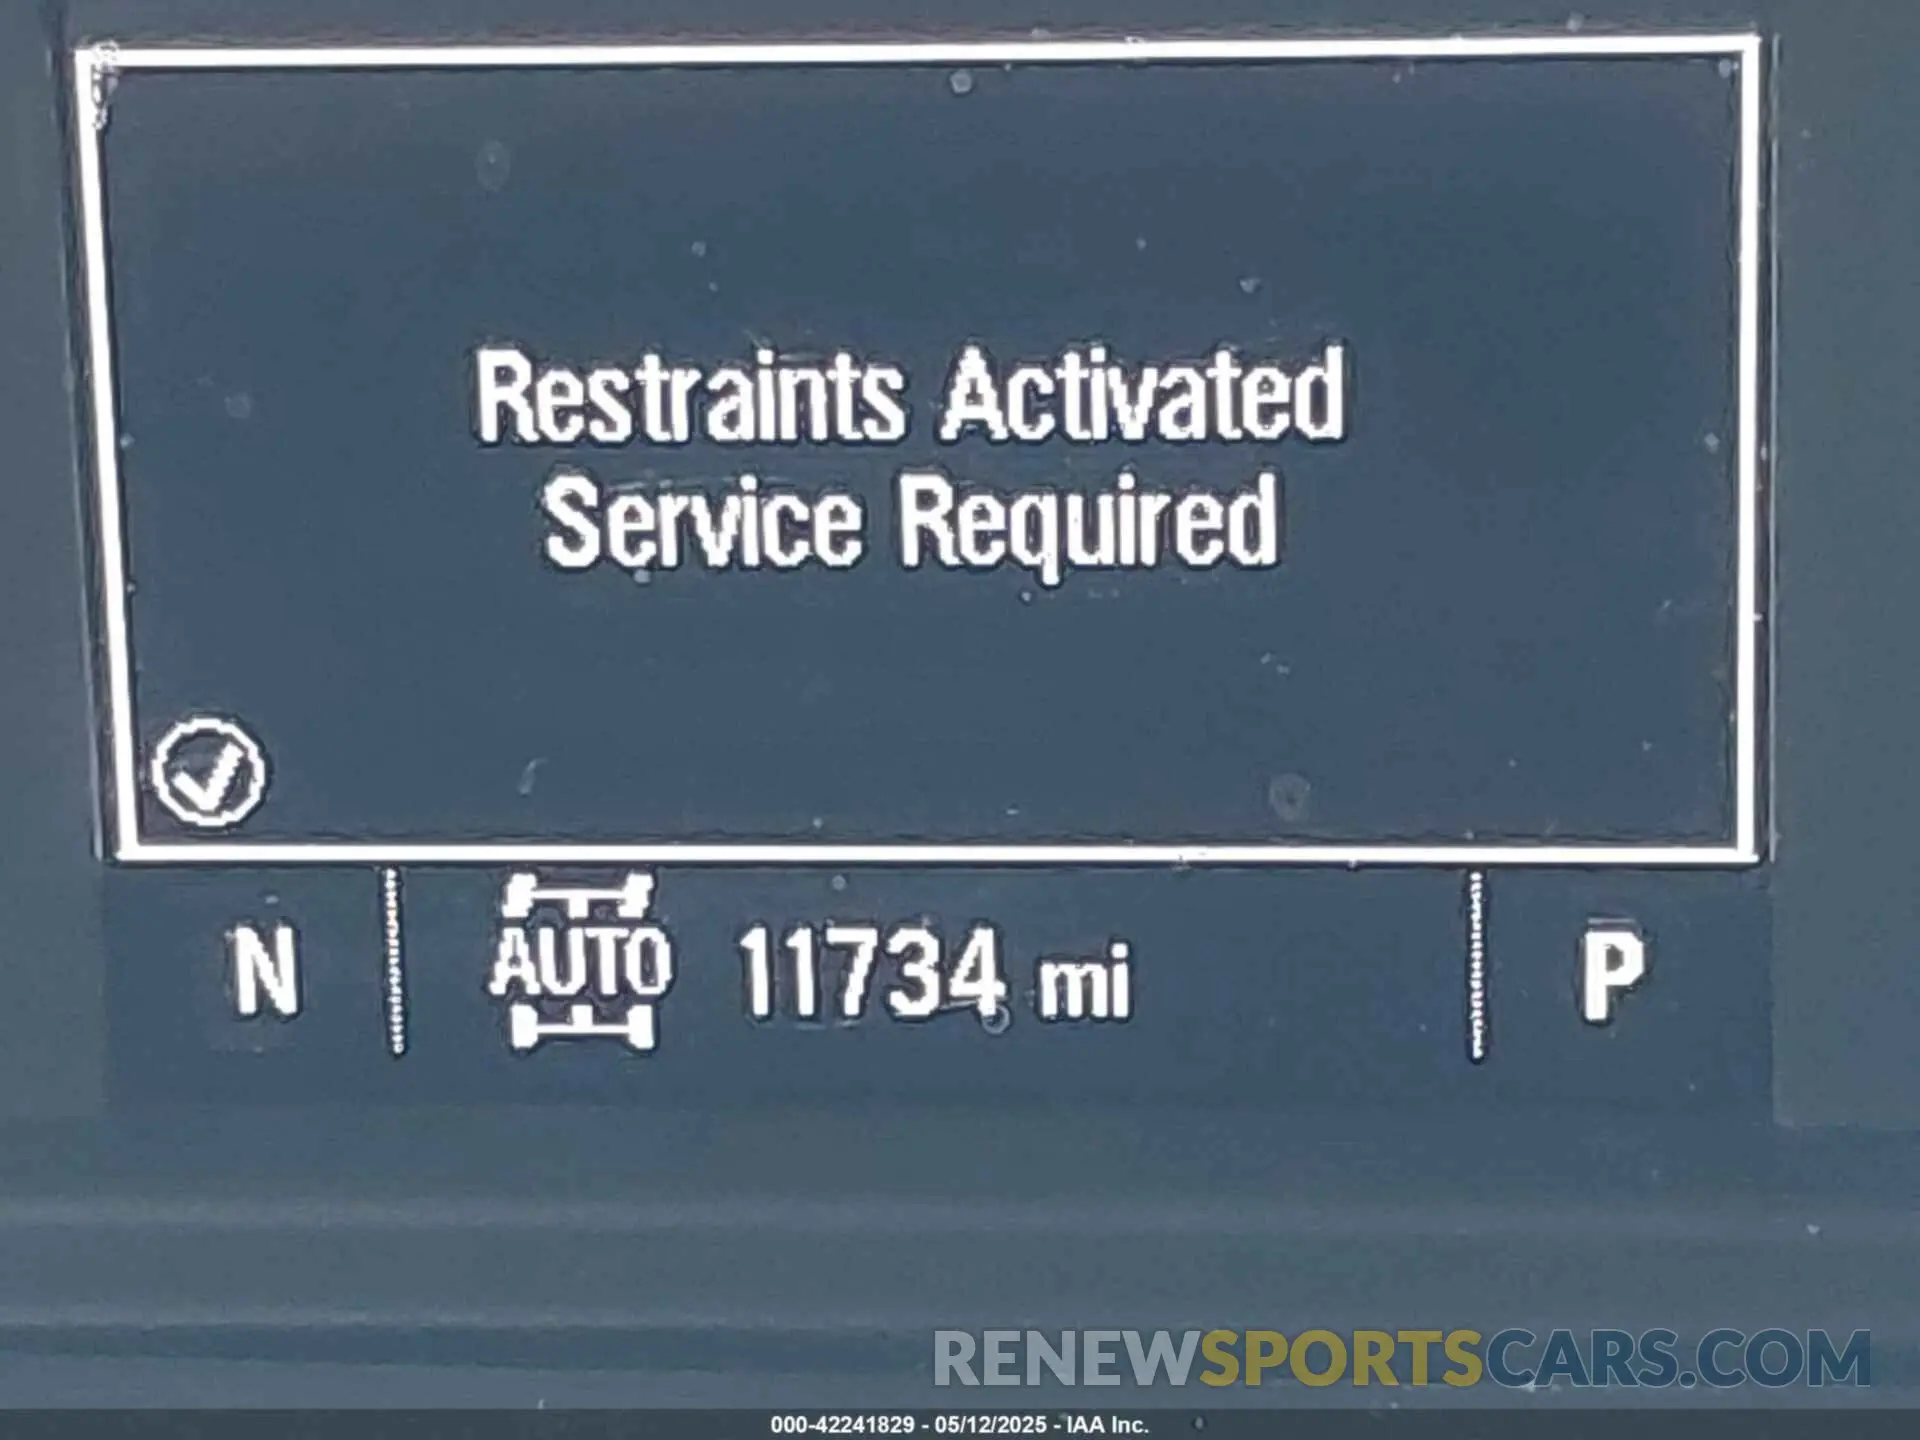 Restraints Activated
Service Required
N AUTO 11734 mi P
RENEWSPORTSCARS.COM
000-42241829 - 05/12/2025 - IAA Inc.